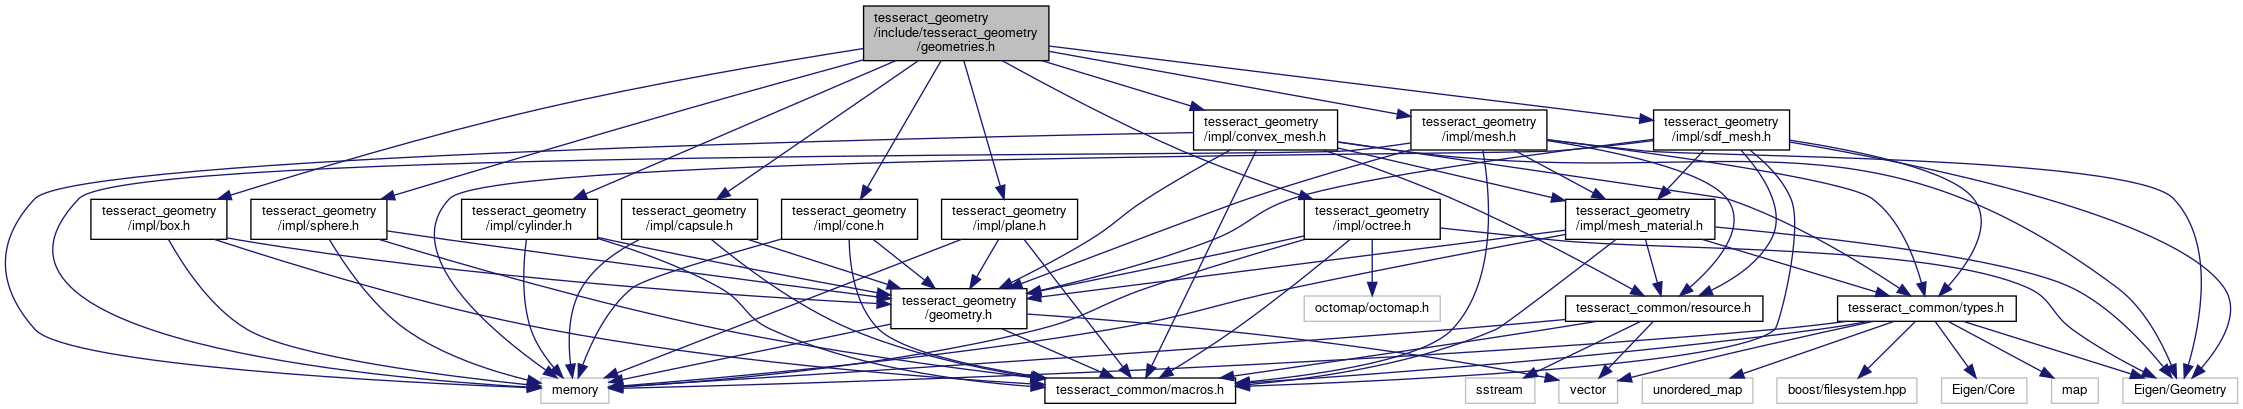 tesseract_geometry
/include/tesseract_geometry
/geometries.h
tesseract_geometry
/impl/convex_mesh.h
tesseract_geometry
/impl/mesh.h
tesseract_geometry
/impl/sdf_mesh.h
tesseract_geometry
/impl/box.h
tesseract_geometry
/impl/sphere.h
tesseract_geometry
/impl/cylinder.h
tesseract_geometry
/impl/capsule.h
tesseract_geometry
/impl/cone.h
tesseract_geometry
/impl/plane.h
tesseract_geometry
/impl/octree.h
tesseract_geometry
/impl/mesh_material.h
tesseract_geometry
/geometry.h
octomap/octomap.h
tesseract_common/resource.h
tesseract_common/types.h
memory
tesseract_common/macros.h
sstream
vector
unordered_map
boost/filesystem.hpp
Eigen/Core
map
Eigen/Geometry